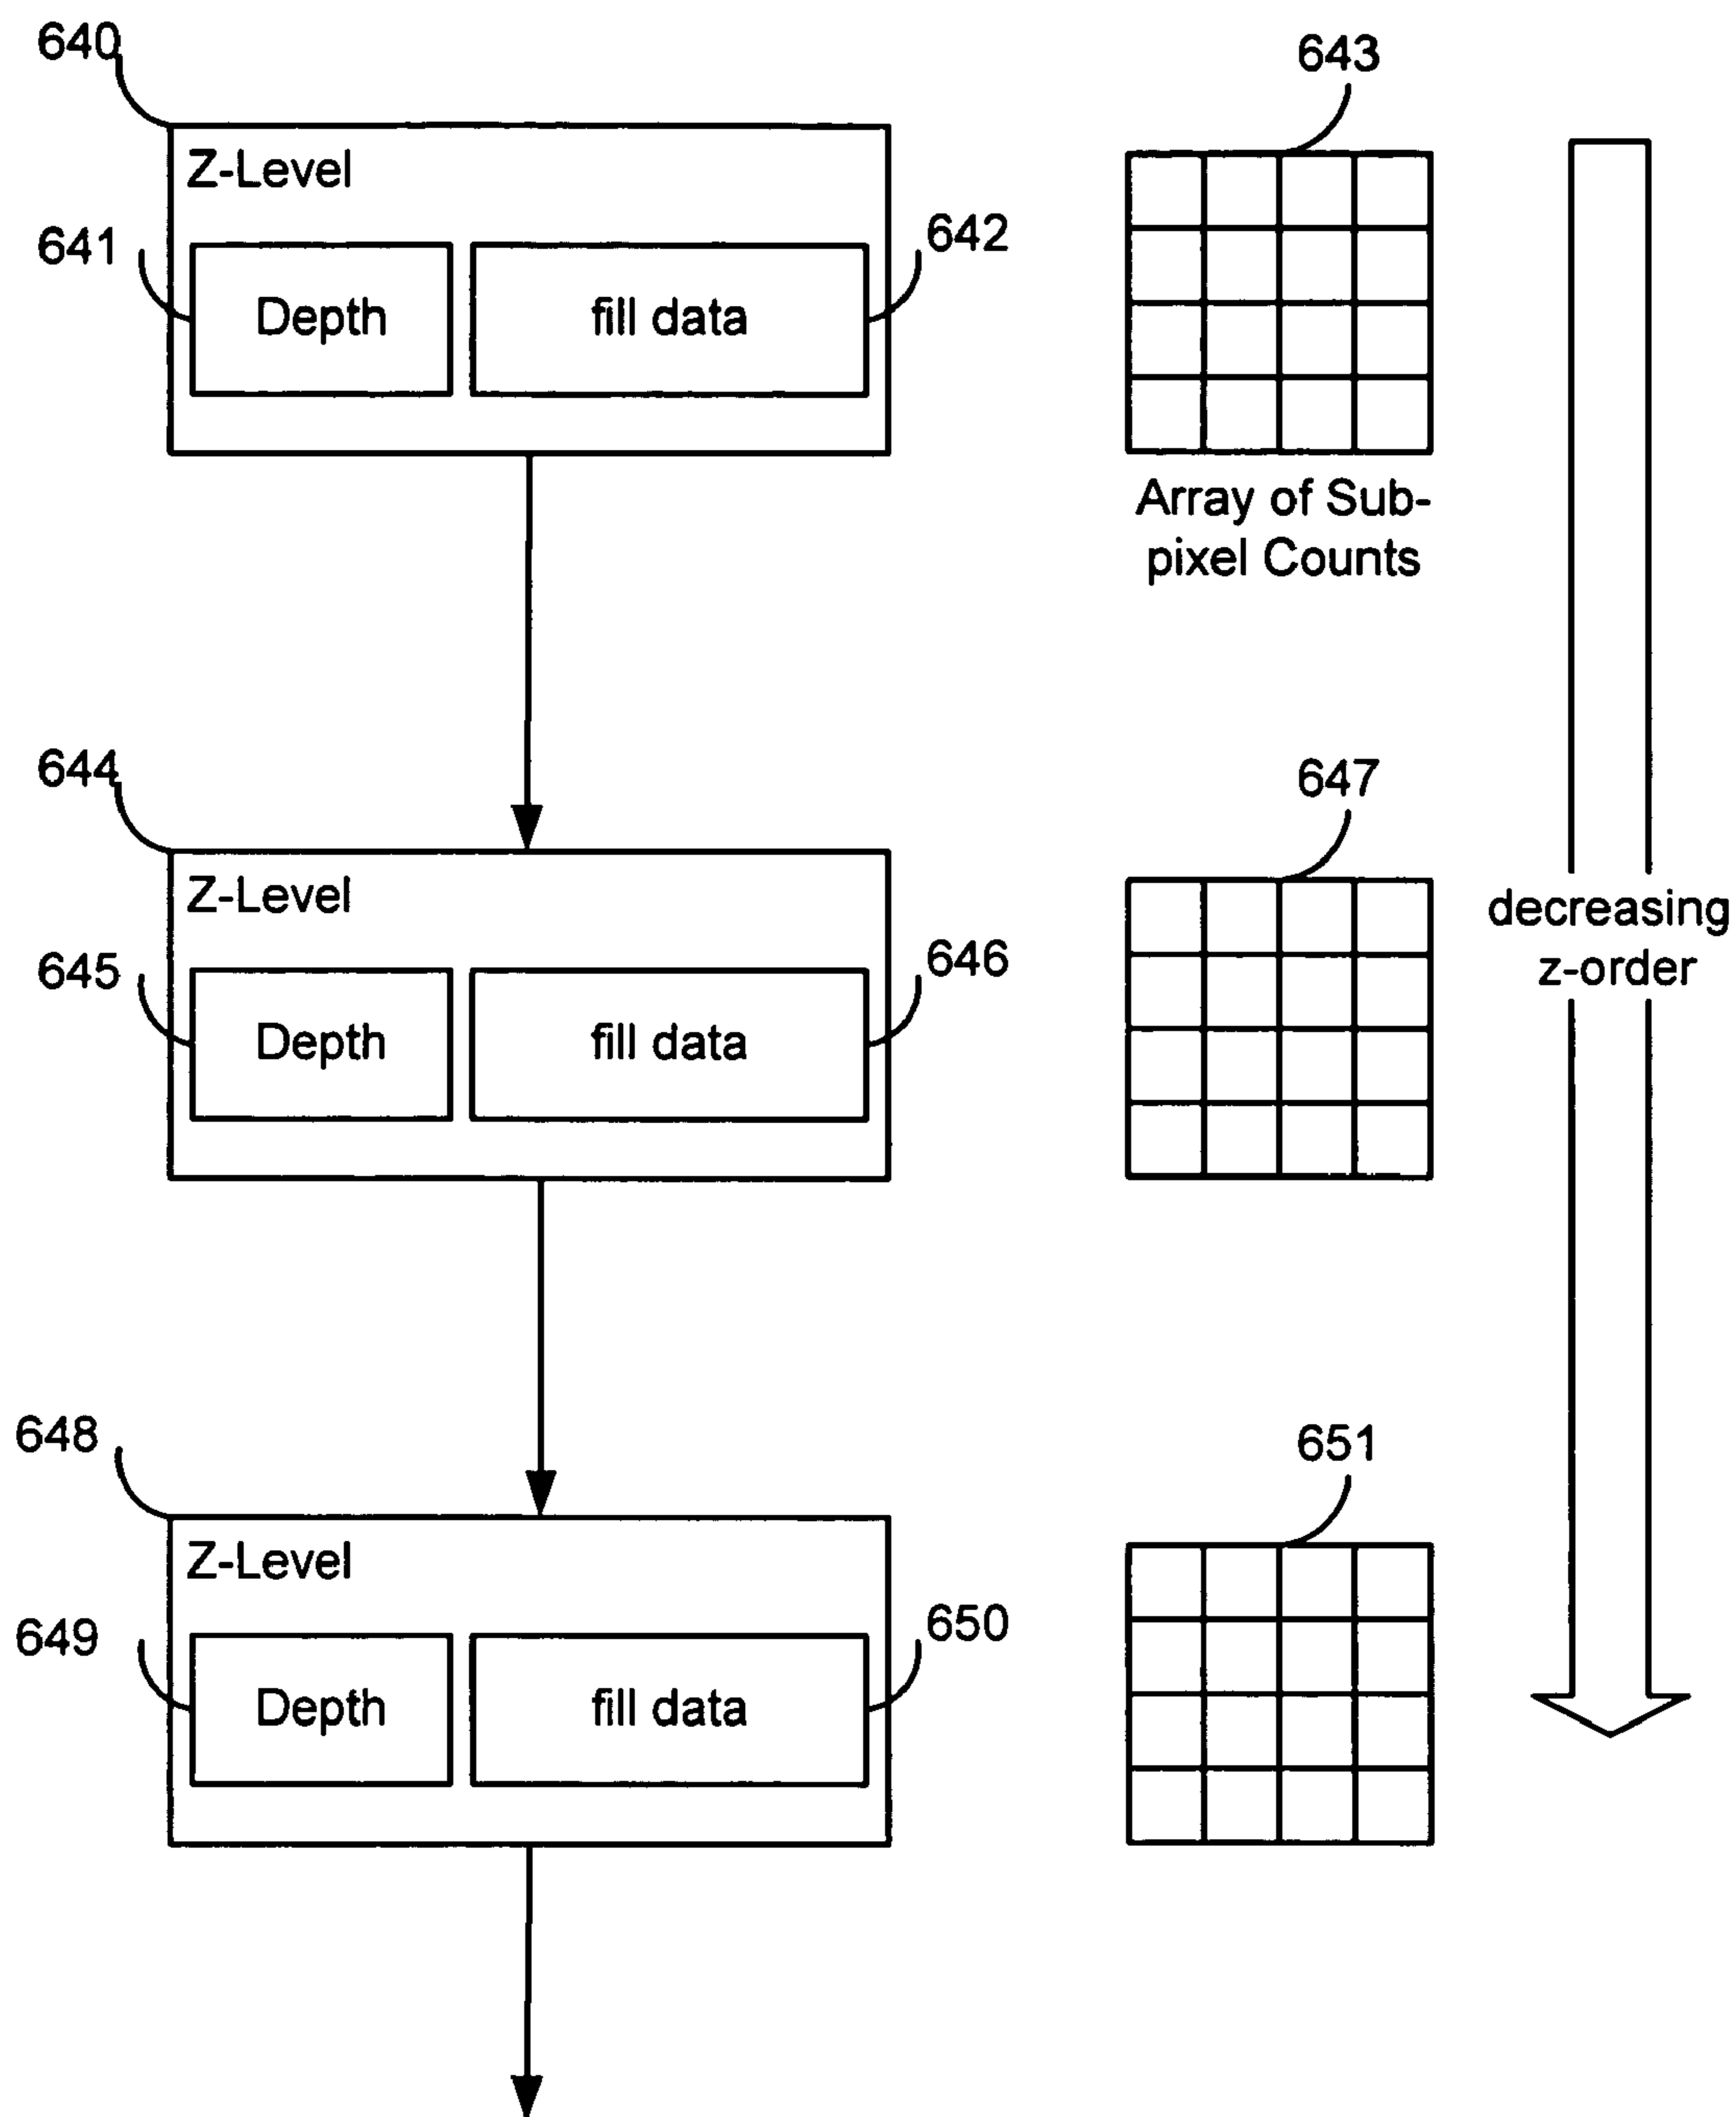 640
643
Z-Level
641
642
Depth
fill data
Array of Sub-
pixel Counts
644
647
Z-Level
decreasing
z-order
645
646
Depth
fill data
648
651
Z-Level
649
650
Depth
fill data